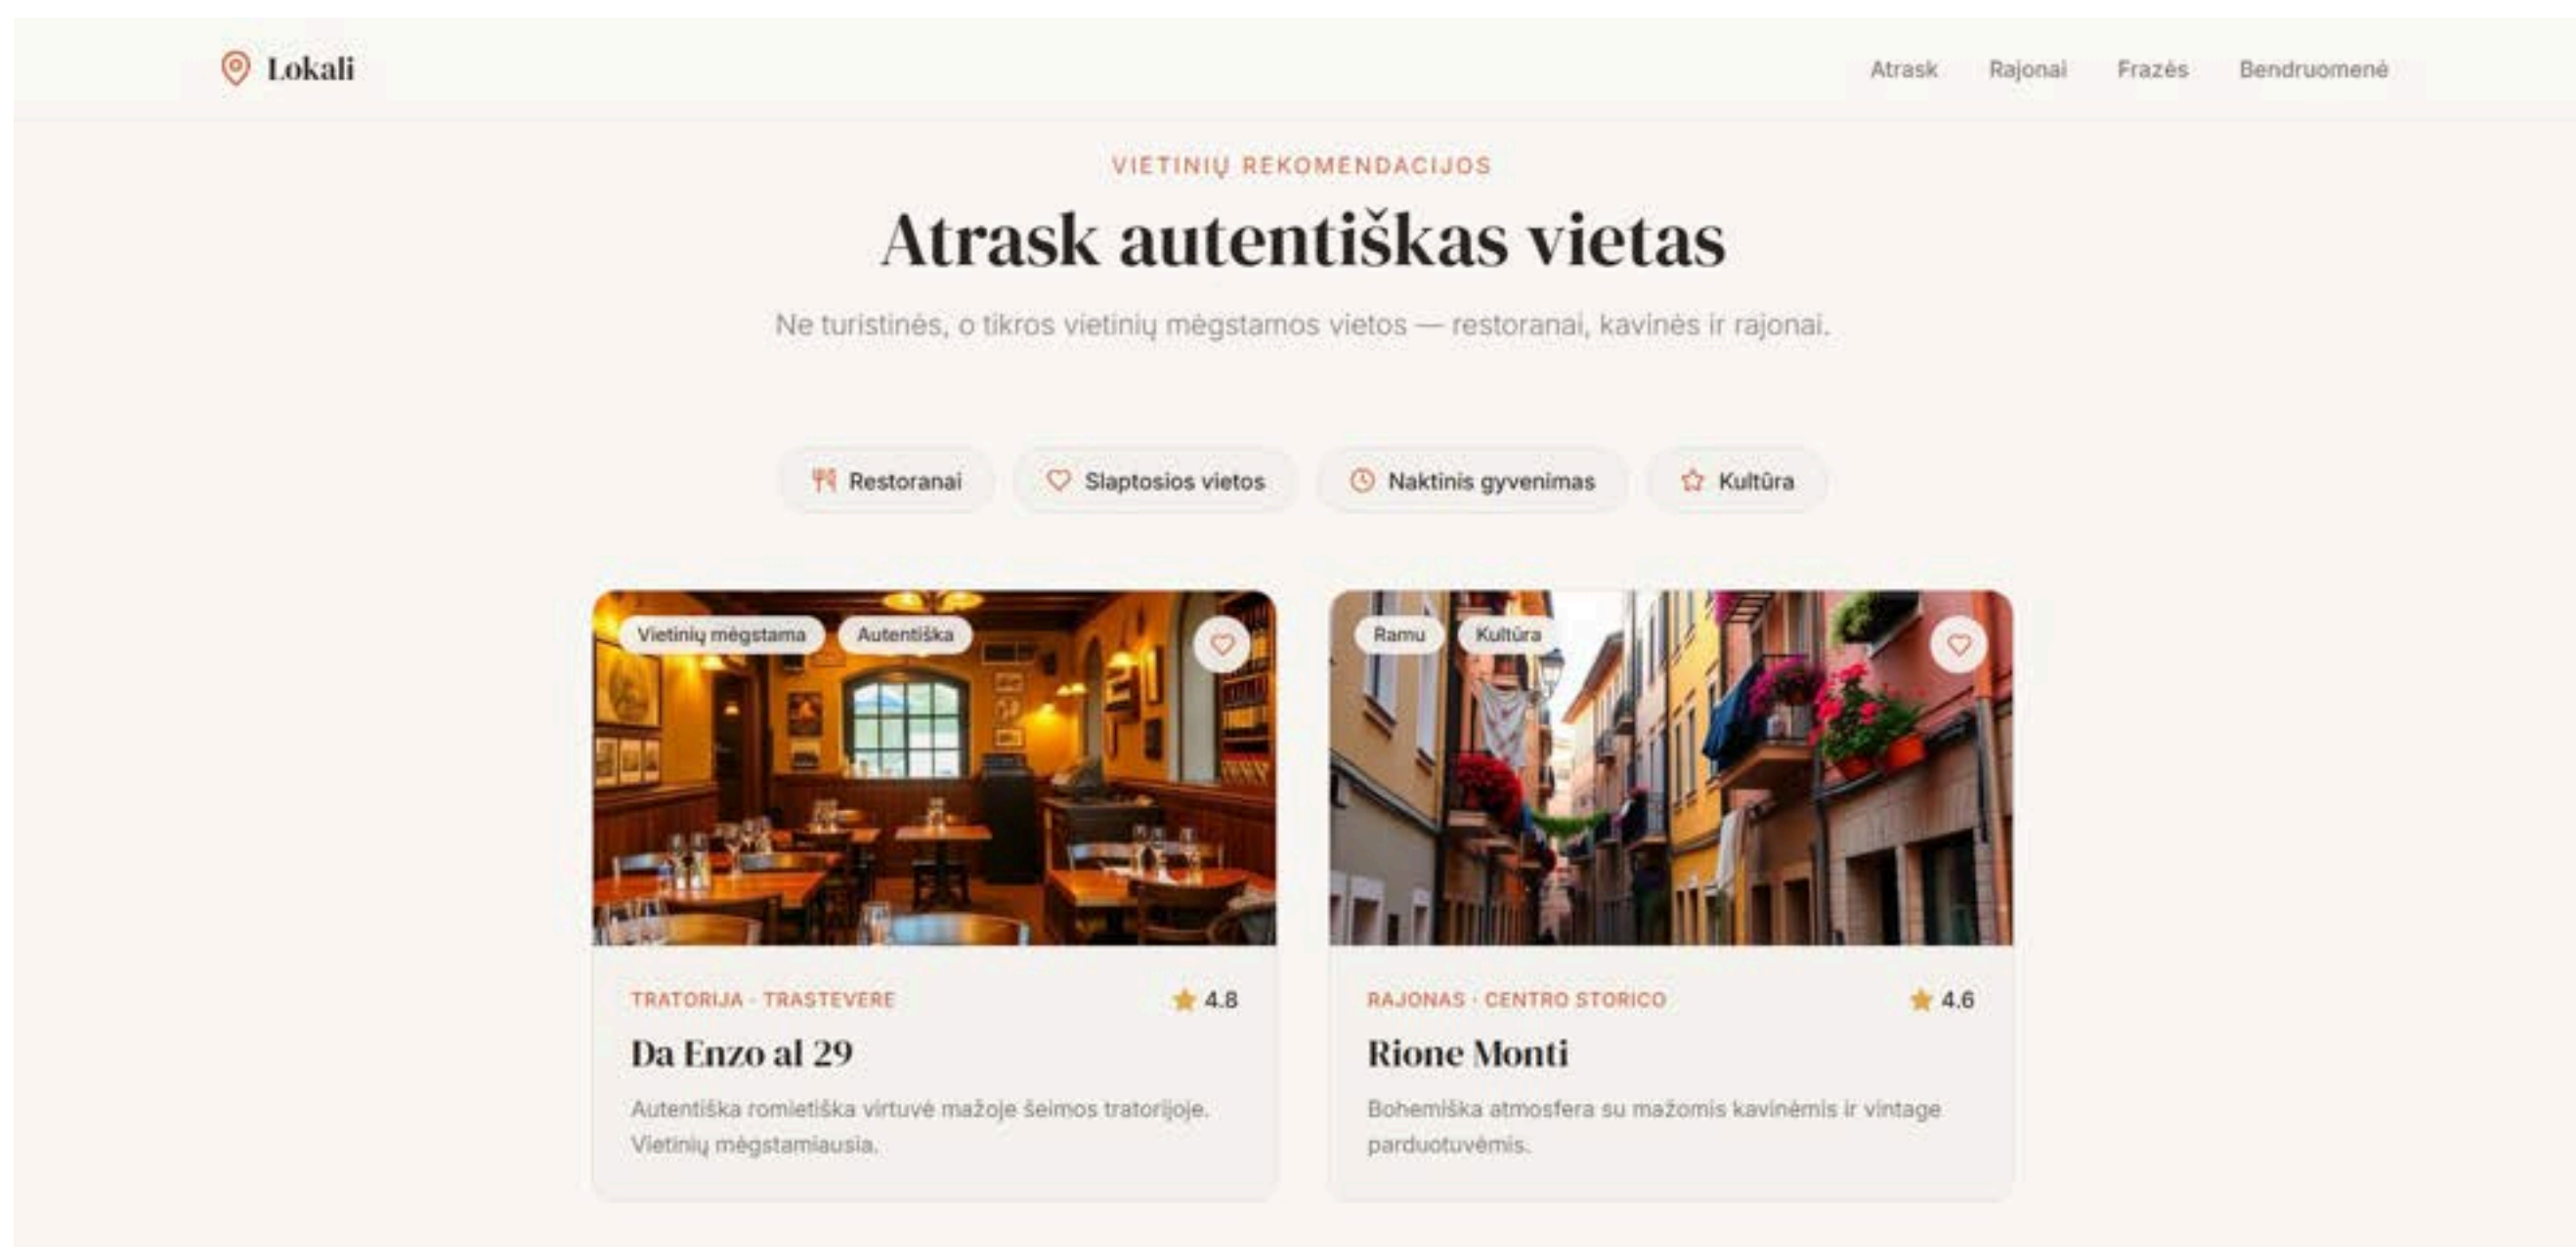 Lokali
Atrask Rajonai Frazės Bendruomenė
VIETINIŲ REKOMENDACIJOS
Atrask autentiškas vietas
Ne turistinės, o tikros vietinių mėgstamos vietos — restoranai, kavinės ir rajonai.
Restoranai Slaptosios vietos Naktinis gyvenimas Kultūra
Vietinių mėgstama Autentiška
TRATORIJA · TRASTEVERE 4.8
Da Enzo al 29
Autentiška romietiška virtuvė mažoje šeimos tratorijoje.
Vietinių mėgstamiausia.
Ramu Kultūra
RAJONAS · CENTRO STORICO 4.6
Rione Monti
Bohemiška atmosfera su mažomis kavinėmis ir vintage
parduotuvėmis.